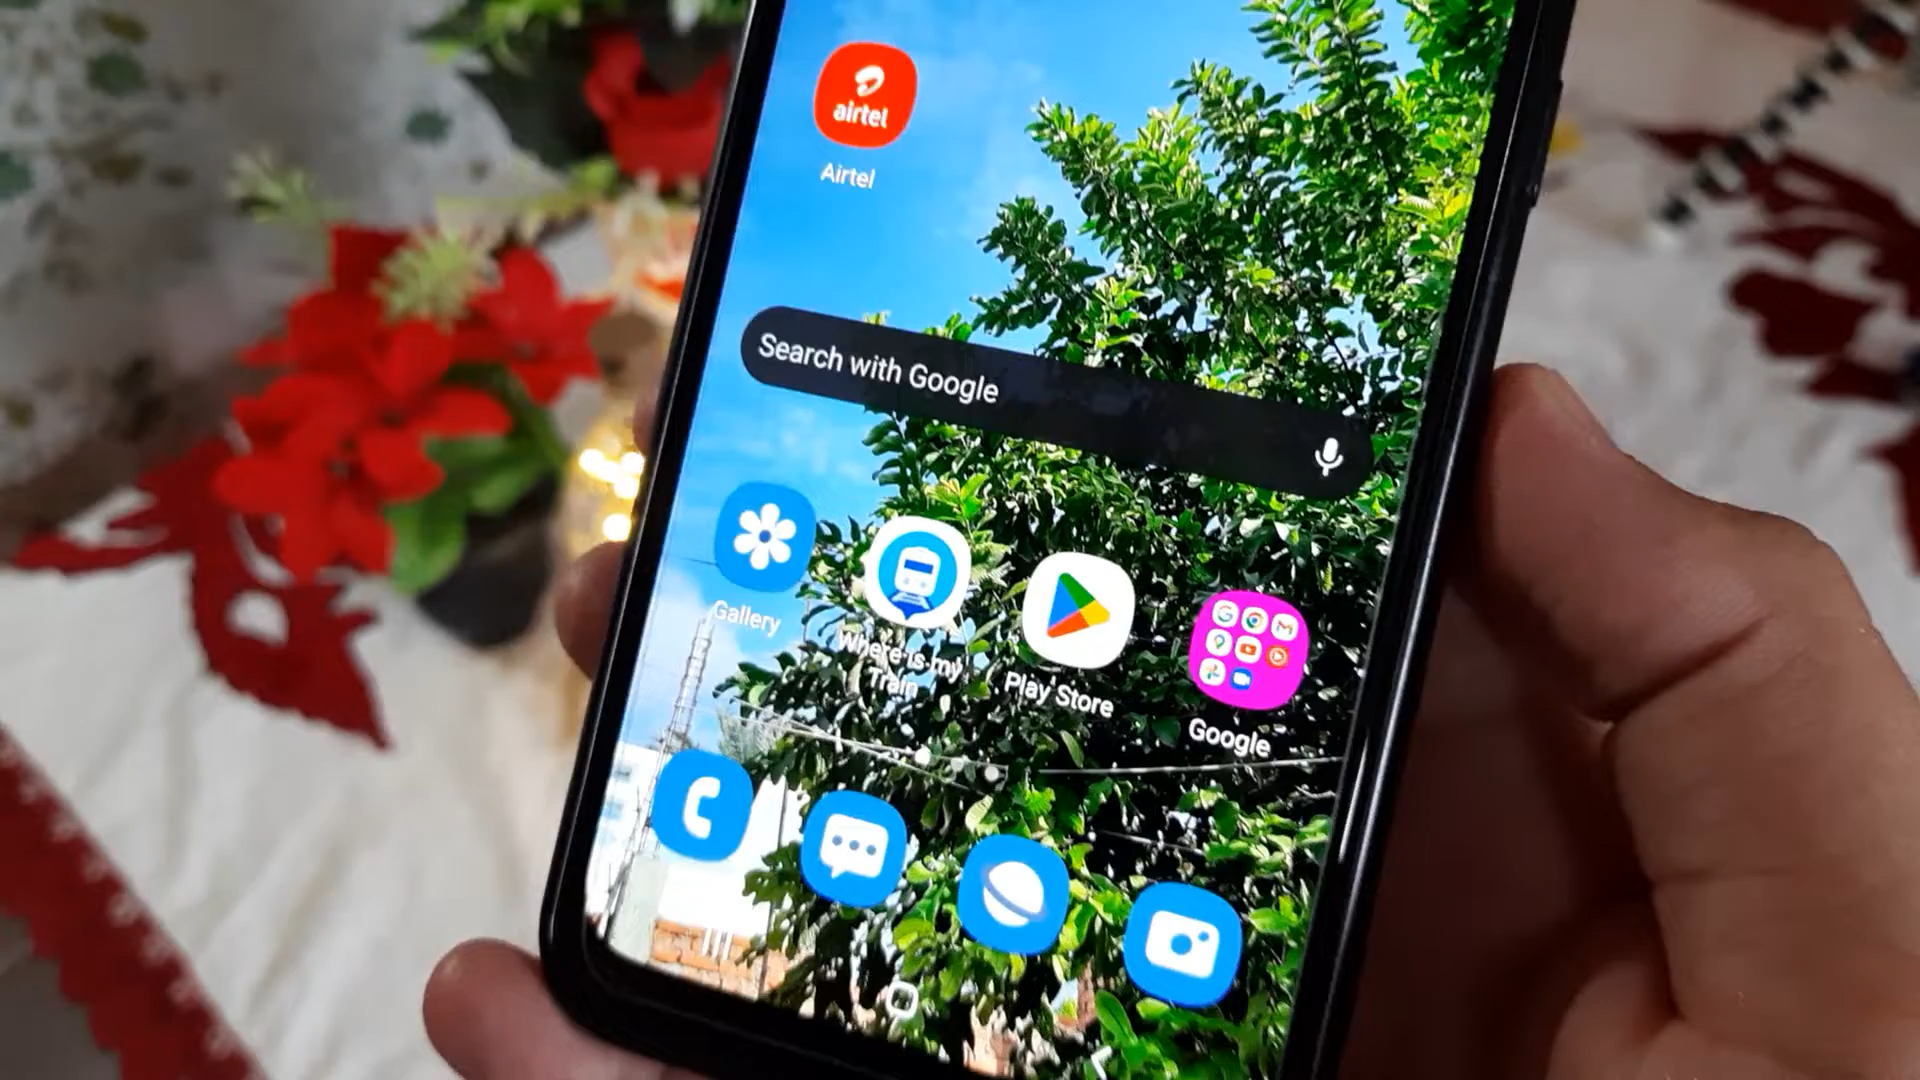 airtel
Airtel
Search with Google
Gallery
Where is my
Train
Play Store
Google